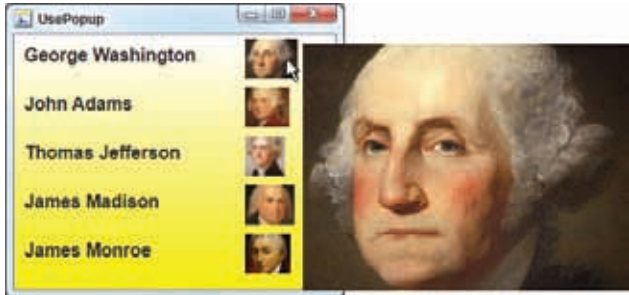 UsePopup
George Washington
John Adams
Thomas Jefferson
James Madison
James Monroe